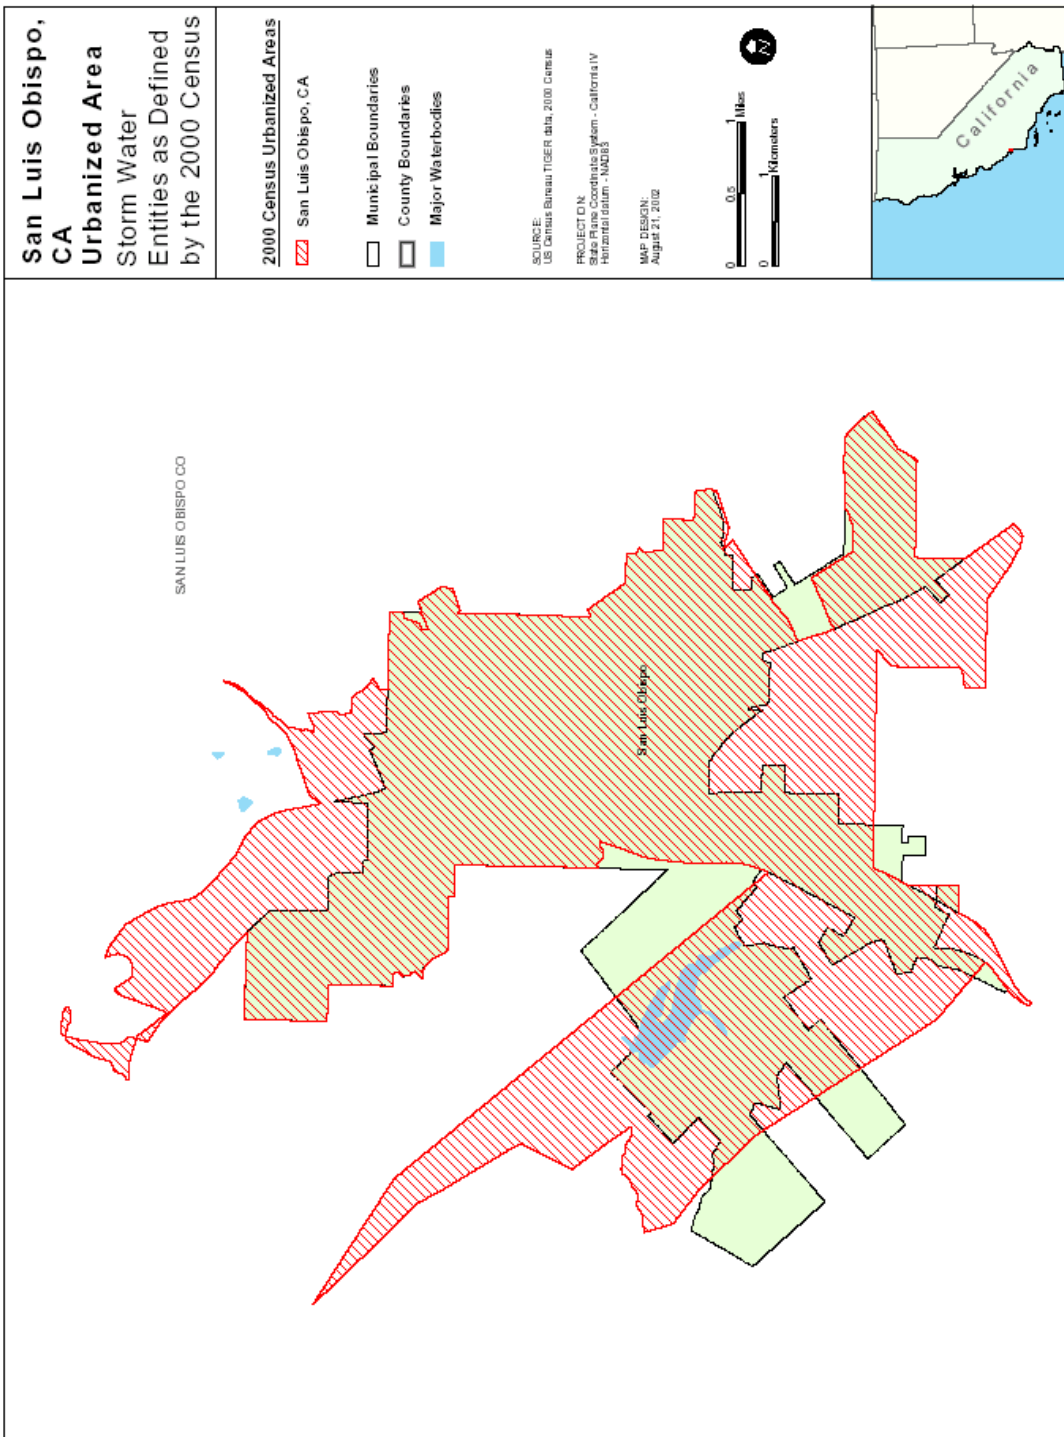 San Luis Obispo,
CA
Urbanized Area
Storm Water
Entities as Defined
by the 2000 Census
2000 Census Urbanized Areas
San Luis Obispo, CA
Municipal Boundaries
County Boundaries
Major Waterbodies
SOURCE:
US Census Bureau TIGER data, 2000 Census
PROJECTION:
State Plane Coordinate System - California IV
Horizontal datum - NAD83
MAP DESIGN:
August 21, 2002
0 0.5 1 Miles
0 1 Kilometers
N
California
SAN LUIS OBISPO CO
San Luis Obispo